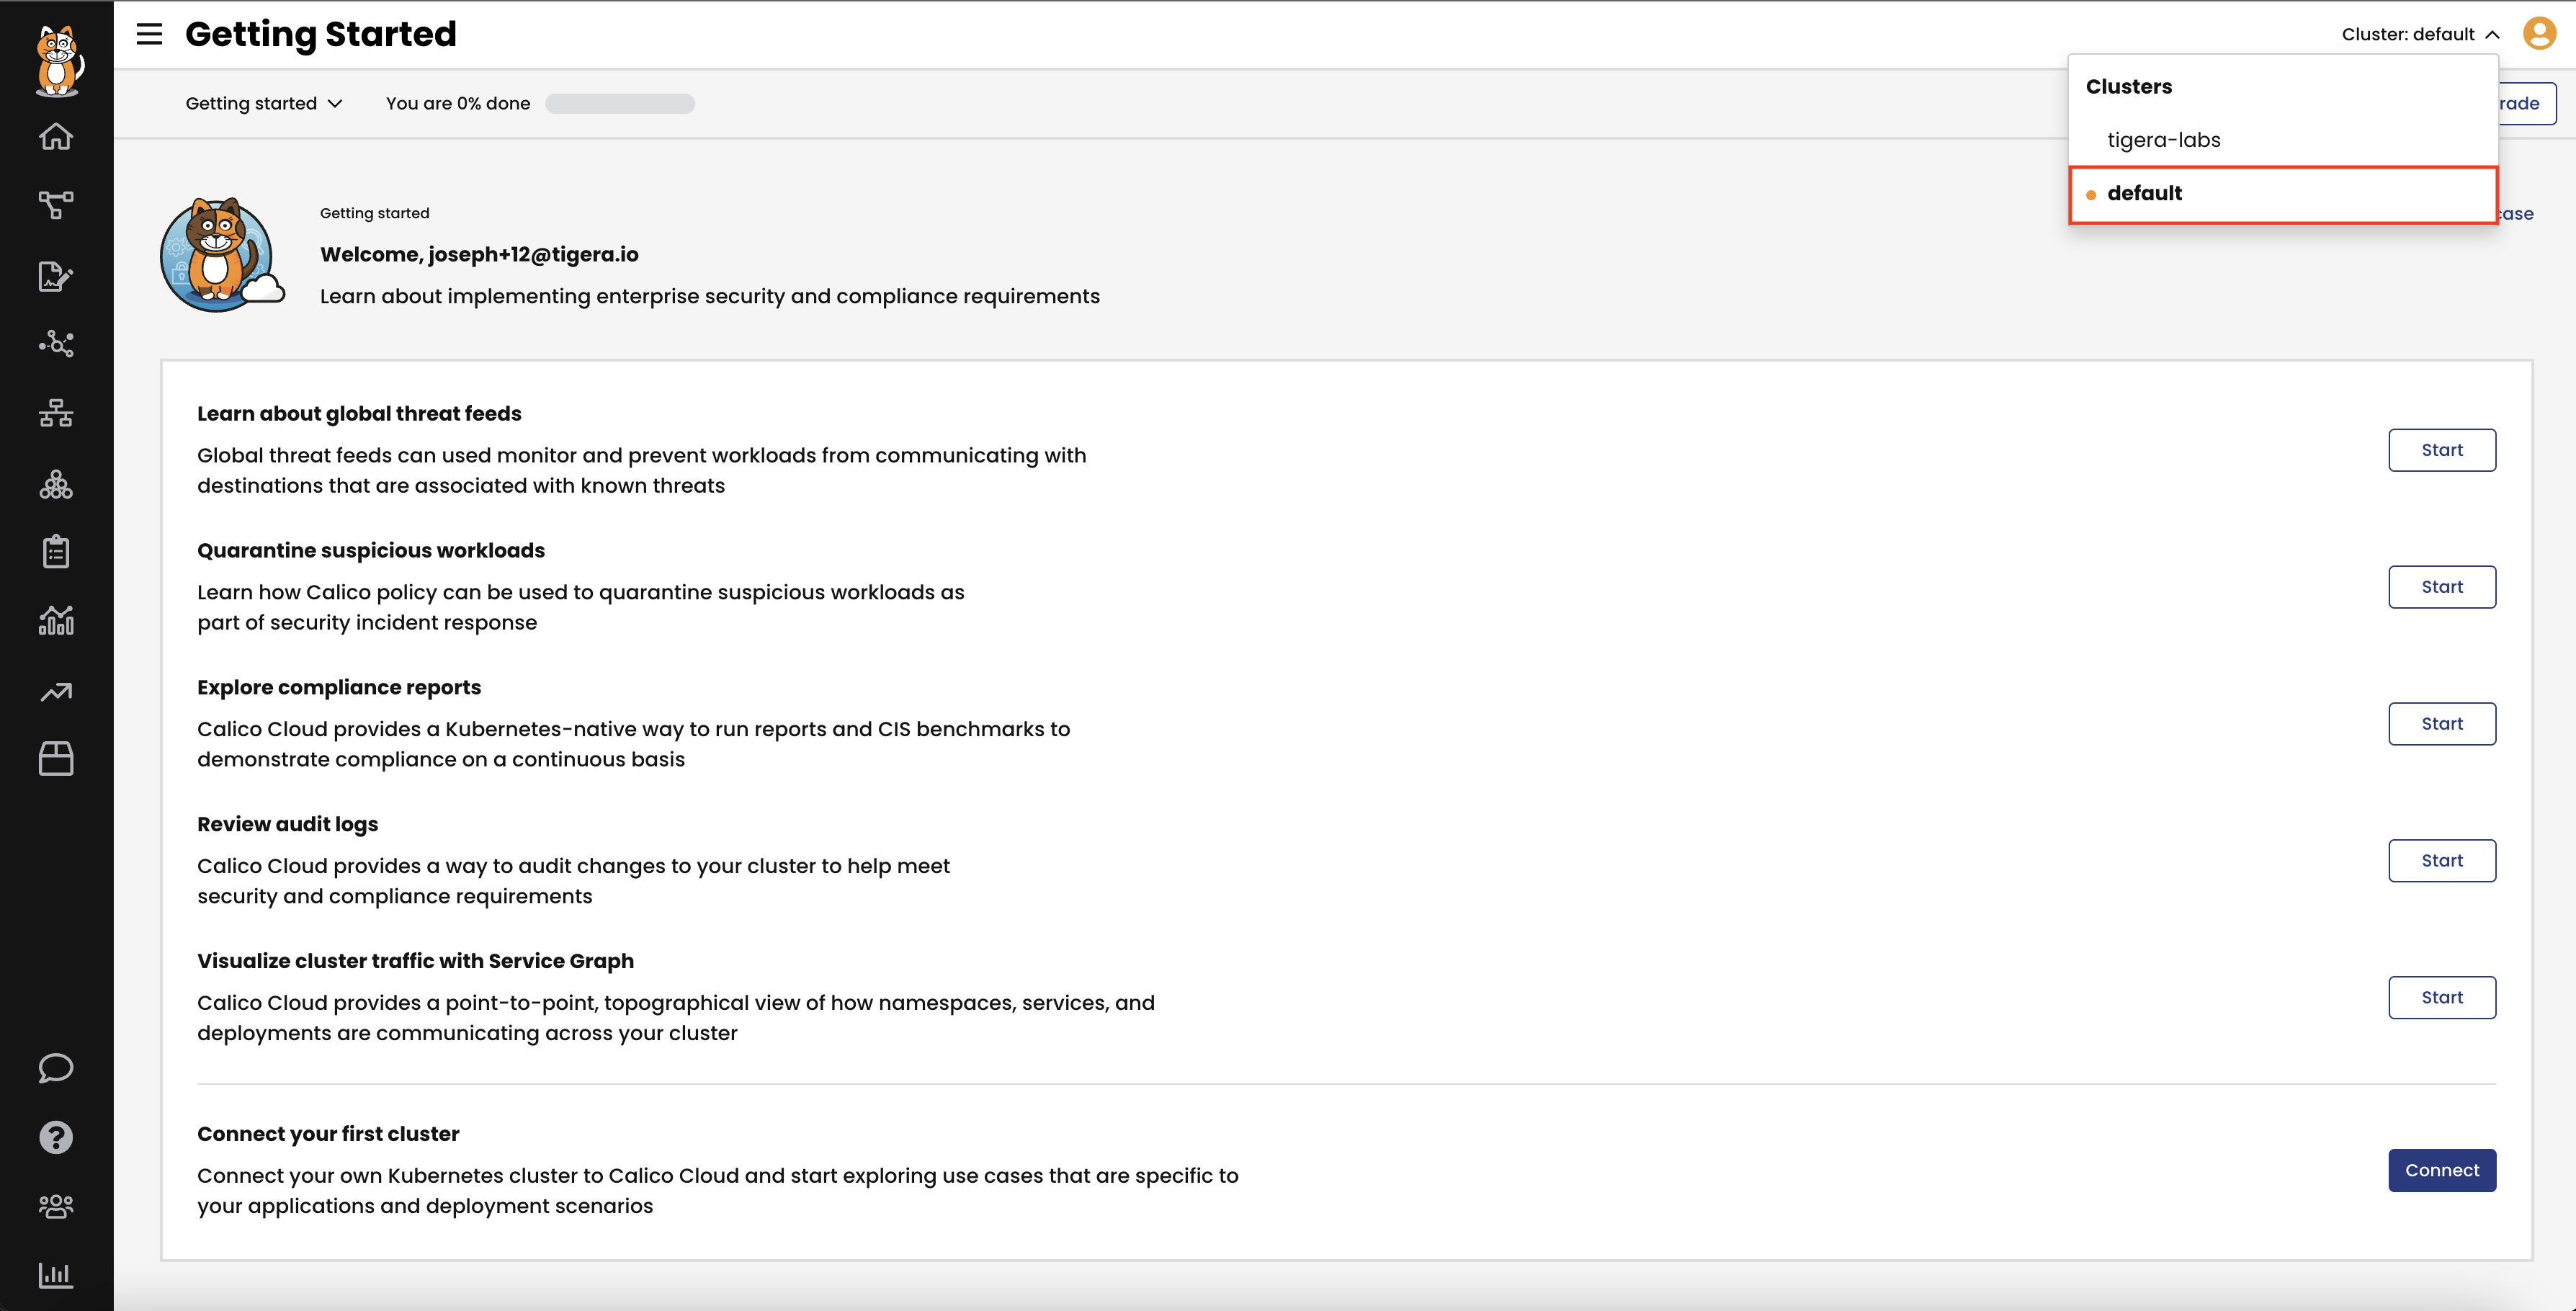 Getting Started
Cluster: default
Getting started
You are 0% done
Clusters
tigera-labs
default
Getting started
Welcome, joseph+12@tigera.io
Learn about implementing enterprise security and compliance requirements
Learn about global threat feeds
Global threat feeds can used monitor and prevent workloads from communicating with
destinations that are associated with known threats
Start
Quarantine suspicious workloads
Learn how Calico policy can be used to quarantine suspicious workloads as
part of security incident response
Start
Explore compliance reports
Calico Cloud provides a Kubernetes-native way to run reports and CIS benchmarks to
demonstrate compliance on a continuous basis
Start
Review audit logs
Calico Cloud provides a way to audit changes to your cluster to help meet
security and compliance requirements
Start
Visualize cluster traffic with Service Graph
Calico Cloud provides a point-to-point, topographical view of how namespaces, services, and
deployments are communicating across your cluster
Start
Connect your first cluster
Connect your own Kubernetes cluster to Calico Cloud and start exploring use cases that are specific to
your applications and deployment scenarios
Connect